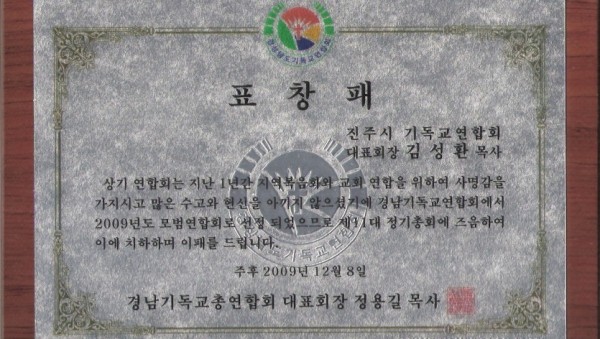 표창패
진주시 기독교연합회
대표회장 김성환 목사
상기 연합회는 지난 1년간 지역복음화와 교회 연합을 위하여 사명감을
가지시고 많은 수고와 헌신을 아끼지 않으셨기에 경남기독교연합회에서
2009년도 모범연합회로 선정 되었으므로 제11대 정기총회에 즈음하여
이에 치하하며 이패를 드립니다.
주후 2009년 12월 8일
경남기독교총연합회 대표회장 정용길 목사